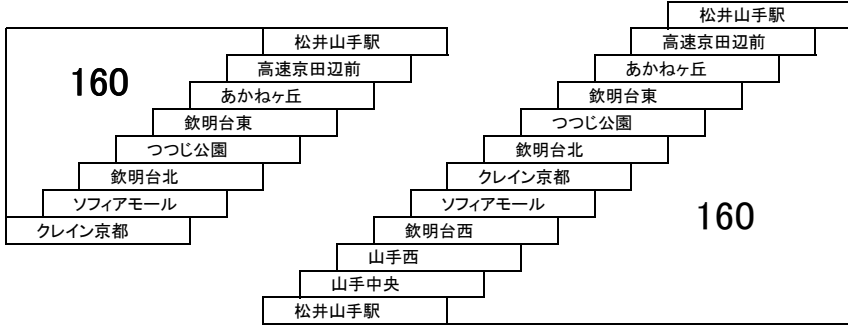 160
松井山手駅
高速京田辺前
あかねヶ丘
欽明台東
つつじ公園
欽明台北
ソフィアモール
クレイン京都
松井山手駅
高速京田辺前
あかねヶ丘
欽明台東
つつじ公園
欽明台北
クレイン京都
ソフィアモール
欽明台西
山手西
山手中央
松井山手駅
160